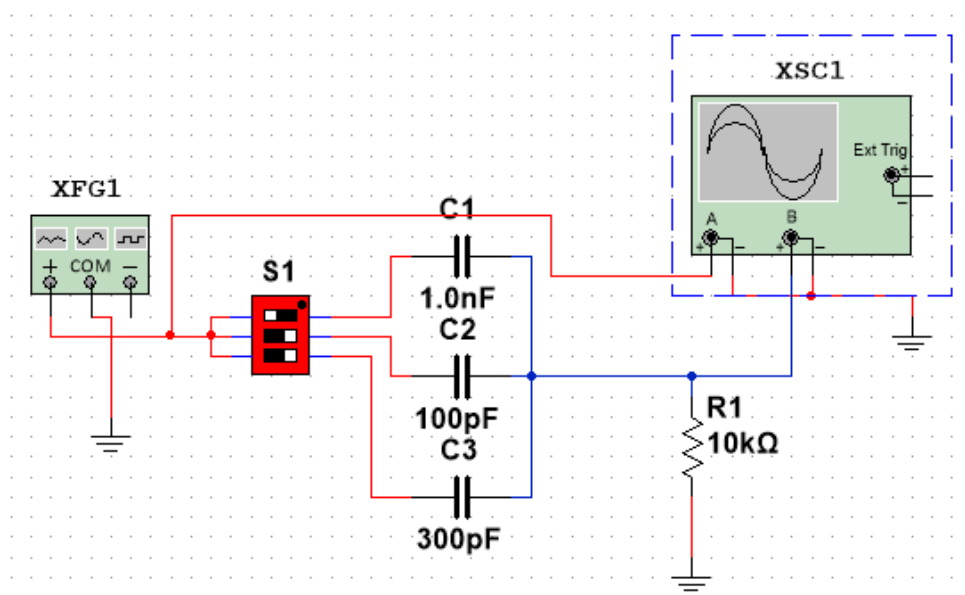 XSC1
Ext Trig
+
−
A
B
+
−
+
−
XFG1
+ COM −
S1
C1
1.0nF
C2
100pF
C3
300pF
R1
10kΩ